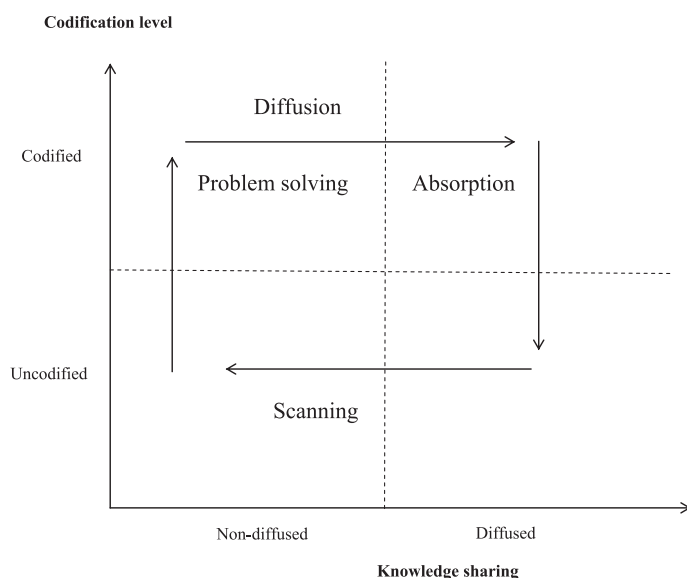 Codification level
Diffusion
Codified
Problem solving
Absorption
Uncodified
Scanning
Non-diffused
Diffused
Knowledge sharing